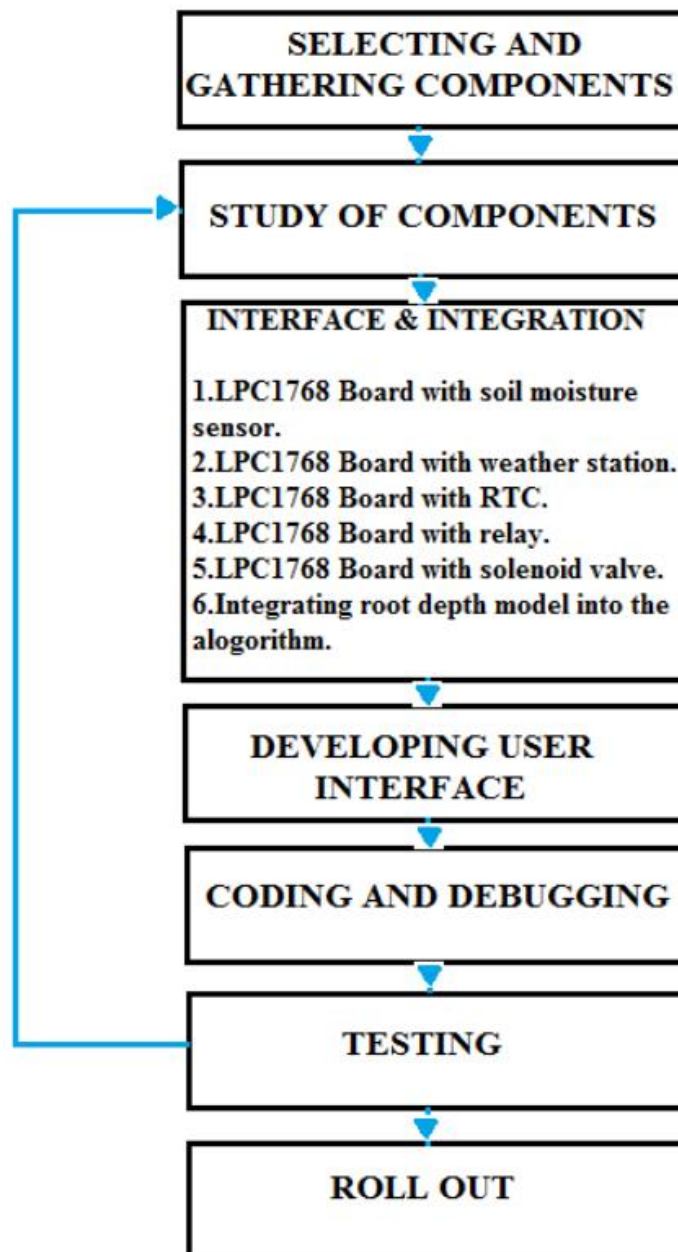 SELECTING AND
GATHERING COMPONENTS
STUDY OF COMPONENTS
INTERFACE & INTEGRATION
1.LPC1768 Board with soil moisture
sensor.
2.LPC1768 Board with weather station.
3.LPC1768 Board with RTC.
4.LPC1768 Board with relay.
5.LPC1768 Board with solenoid valve.
6.Integrating root depth model into the
alogorithm.
DEVELOPING USER
INTERFACE
CODING AND DEBUGGING
TESTING
ROLL OUT